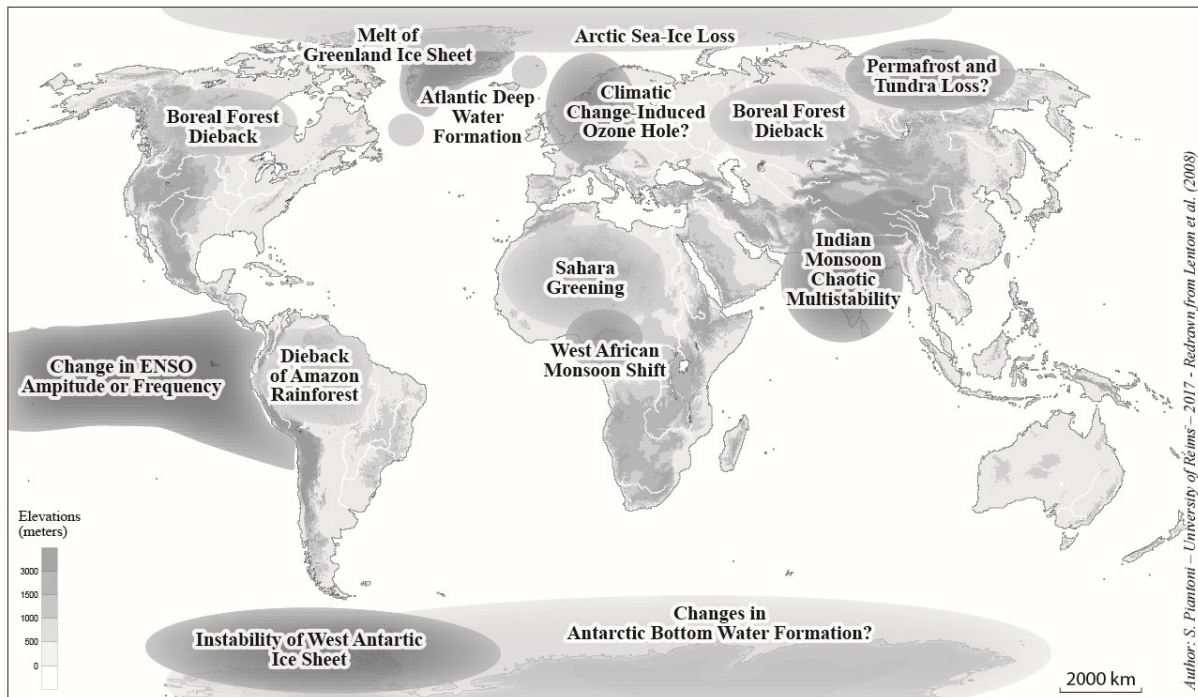 Melt of
Greenland Ice Sheet
Arctic Sea-Ice Loss
Permafrost and
Tundra Loss?
Boreal Forest
Dieback
Atlantic Deep
Water
Formation
Climatic
Change-Induced
Ozone Hole?
Boreal Forest
Dieback
Sahara
Greening
Indian
Monsoon
Chaotic
Multistability
Change in ENSO
Ampitude or Frequency
Dieback
of Amazon
Rainforest
West African
Monsoon Shift
Elevations
(meters)
3000
1500
1000
500
0
Instability of West Antartic
Ice Sheet
Changes in
Antarctic Bottom Water Formation?
2000 km
Author: S. Piantoni – University of Reims – 2017 - Redrawn from Lenton et al. (2008)